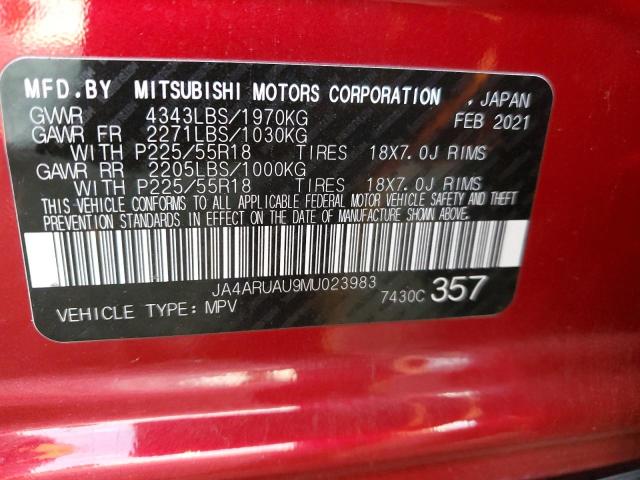 MFD.BY MITSUBISHI MOTORS CORPORATION , JAPAN
GVWR 4343LBS/1970KG FEB 2021
GAWR FR 2271LBS/1030KG
WITH P225/55R18 TIRES 18X7.0J RIMS
GAWR RR 2205LBS/1000KG
WITH P225/55R18 TIRES 18X7.0J RIMS
THIS VEHICLE CONFORMS TO ALL APPLICABLE FEDERAL MOTOR VEHICLE SAFETY AND THEFT
PREVENTION STANDARDS IN EFFECT ON THE DATE OF MANUFACTURE SHOWN ABOVE.
JA4ARUAU9MU023983
VEHICLE TYPE: MPV 7430C 357